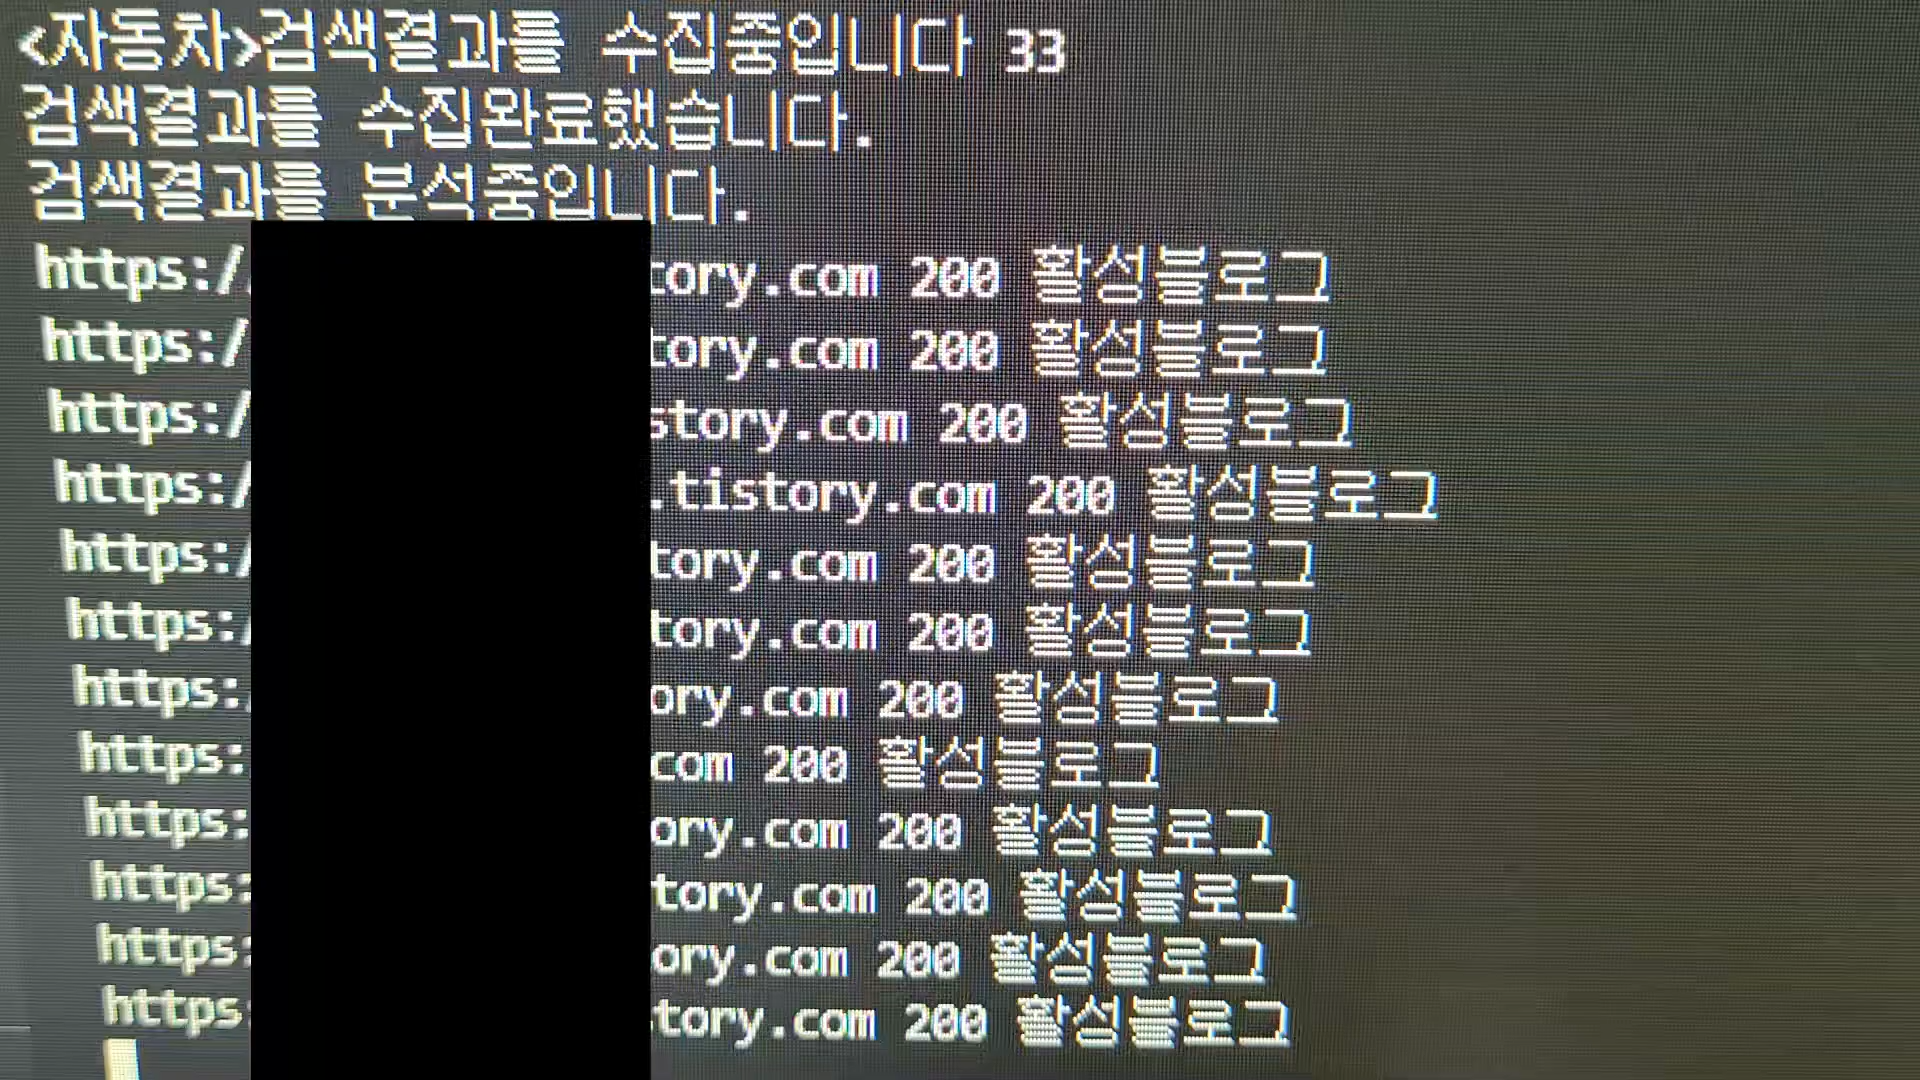 <자동차>검색결과를 수집중입니다 33
검색결과를 수집완료했습니다.
검색결과를 분석중입니다.
https:/ tory.com 200 활성블로그
https:/ tory.com 200 활성블로그
https:/ story.com 200 활성블로그
https:/ .tistory.com 200 활성블로그
https:/ tory.com 200 활성블로그
https:/ tory.com 200 활성블로그
https: ory.com 200 활성블로그
https: com 200 활성블로그
https: ory.com 200 활성블로그
https: tory.com 200 활성블로그
https: ory.com 200 활성블로그
https: tory.com 200 활성블로그